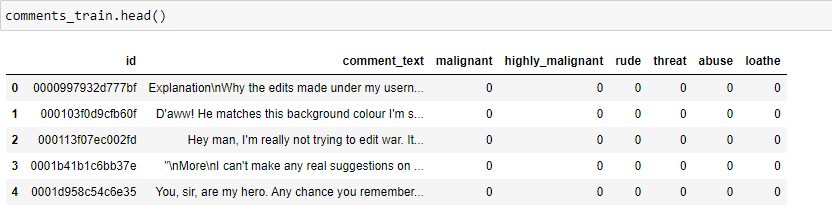 comments_train.head()
id comment_text malignant highly_malignant rude threat abuse loathe
0 0000997932d777bf Explanation\nWhy the edits made under my usern... 0 0 0 0 0 0
1 000103f0d9cfb60f D'aww! He matches this background colour I'm s... 0 0 0 0 0 0
2 000113f07ec002fd Hey man, I'm really not trying to edit war. It... 0 0 0 0 0 0
3 0001b41b1c6bb37e "\nMore\nI can't make any real suggestions on ... 0 0 0 0 0 0
4 0001d958c54c6e35 You, sir, are my hero. Any chance you remember... 0 0 0 0 0 0